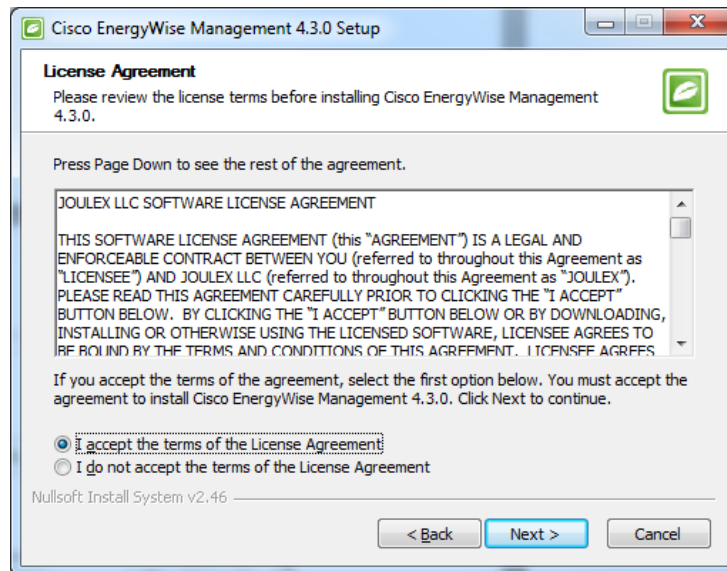 Cisco EnergyWise Management 4.3.0 Setup
License Agreement
Please review the license terms before installing Cisco EnergyWise Management
4.3.0.
Press Page Down to see the rest of the agreement.
JOULEX LLC SOFTWARE LICENSE AGREEMENT
THIS SOFTWARE LICENSE AGREEMENT (this “AGREEMENT”) IS A LEGAL AND
ENFORCEABLE CONTRACT BETWEEN YOU (referred to throughout this Agreement as
“LICENSEE”) AND JOULEX LLC (referred to throughout this Agreement as “JOULEX”).
PLEASE READ THIS AGREEMENT CAREFULLY PRIOR TO CLICKING THE “I ACCEPT”
BUTTON BELOW.  BY CLICKING THE “I ACCEPT” BUTTON BELOW OR BY DOWNLOADING,
INSTALLING OR OTHERWISE USING THE LICENSED SOFTWARE, LICENSEE AGREES TO
BE BOUND BY THE TERMS AND CONDITIONS OF THIS AGREEMENT.  LICENSEE AGREES
If you accept the terms of the agreement, select the first option below. You must accept the
agreement to install Cisco EnergyWise Management 4.3.0. Click Next to continue.
I accept the terms of the License Agreement
I do not accept the terms of the License Agreement
Nullsoft Install System v2.46
< Back
Next >
Cancel